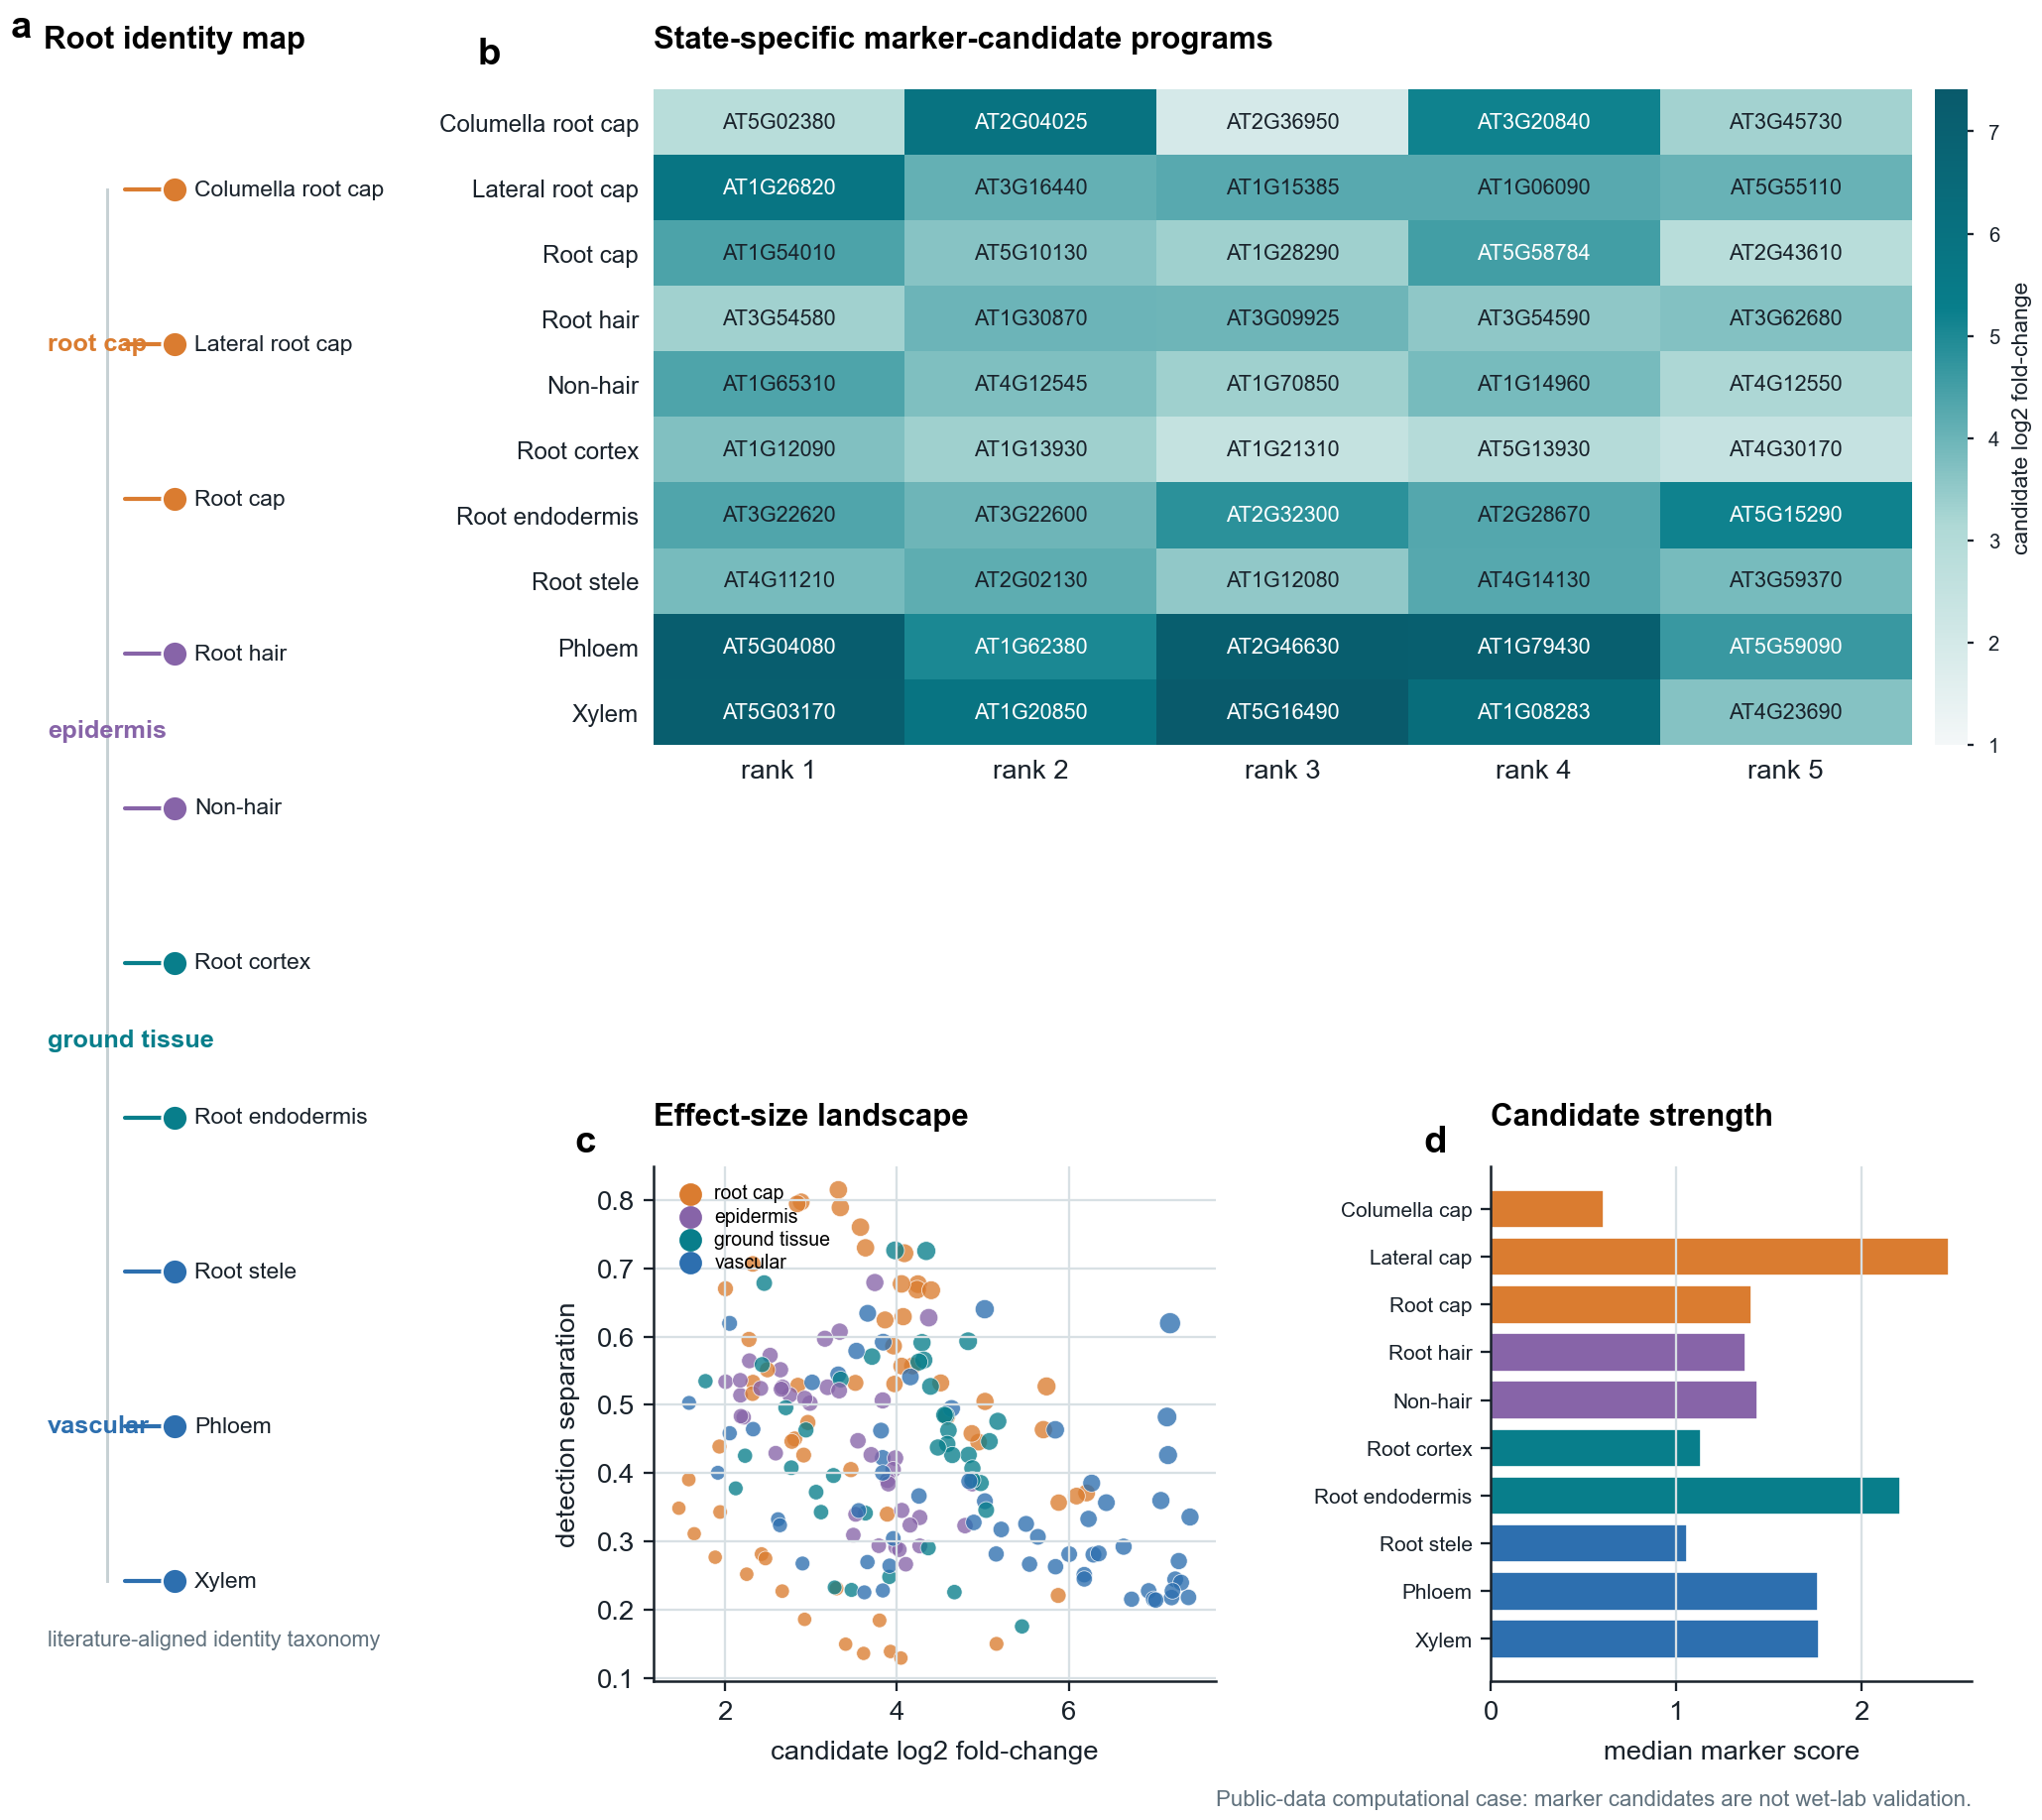 a
Root identity map
Columella root cap
root cap
Lateral root cap
Root cap
Root hair
epidermis
Non-hair
Root cortex
ground tissue
Root endodermis
Root stele
vascular
Phloem
Xylem
literature-aligned identity taxonomy
b
State-specific marker-candidate programs
Columella root cap AT5G02380 AT2G04025 AT2G36950 AT3G20840 AT3G45730
Lateral root cap AT1G26820 AT3G16440 AT1G15385 AT1G06090 AT5G55110
Root cap AT1G54010 AT5G10130 AT1G28290 AT5G58784 AT2G43610
Root hair AT3G54580 AT1G30870 AT3G09925 AT3G54590 AT3G62680
Non-hair AT1G65310 AT4G12545 AT1G70850 AT1G14960 AT4G12550
Root cortex AT1G12090 AT1G13930 AT1G21310 AT5G13930 AT4G30170
Root endodermis AT3G22620 AT3G22600 AT2G32300 AT2G28670 AT5G15290
Root stele AT4G11210 AT2G02130 AT1G12080 AT4G14130 AT3G59370
Phloem AT5G04080 AT1G62380 AT2G46630 AT1G79430 AT5G59090
Xylem AT5G03170 AT1G20850 AT5G16490 AT1G08283 AT4G23690
rank 1 rank 2 rank 3 rank 4 rank 5
7
6
5
4
3
2
1
candidate log2 fold-change
c
Effect-size landscape
root cap
epidermis
ground tissue
vascular
0.8
0.7
0.6
0.5
0.4
0.3
0.2
0.1
detection separation
2 4 6
candidate log2 fold-change
d
Candidate strength
Columella cap
Lateral cap
Root cap
Root hair
Non-hair
Root cortex
Root endodermis
Root stele
Phloem
Xylem
0 1 2
median marker score
Public-data computational case: marker candidates are not wet-lab validation.